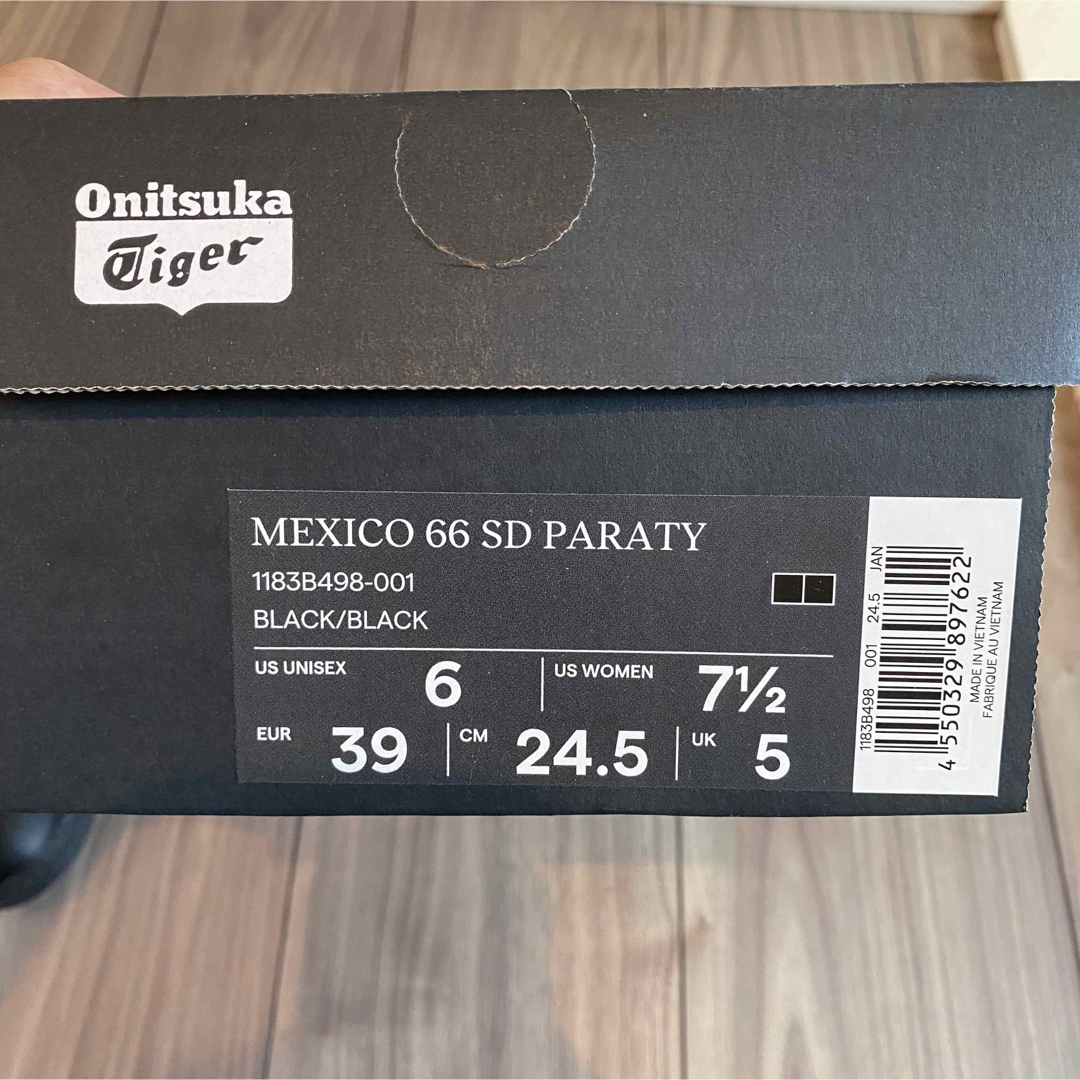 Onitsuka
Tiger
MEXICO 66 SD PARATY
1183B498-001
BLACK/BLACK
US UNISEX 6 US WOMEN 7½
EUR 39 CM 24.5 UK 5
1183B498 001 24.5 JAN
4 550329 897622
MADE IN VIETNAM
FABRIQUE AU VIETNAM